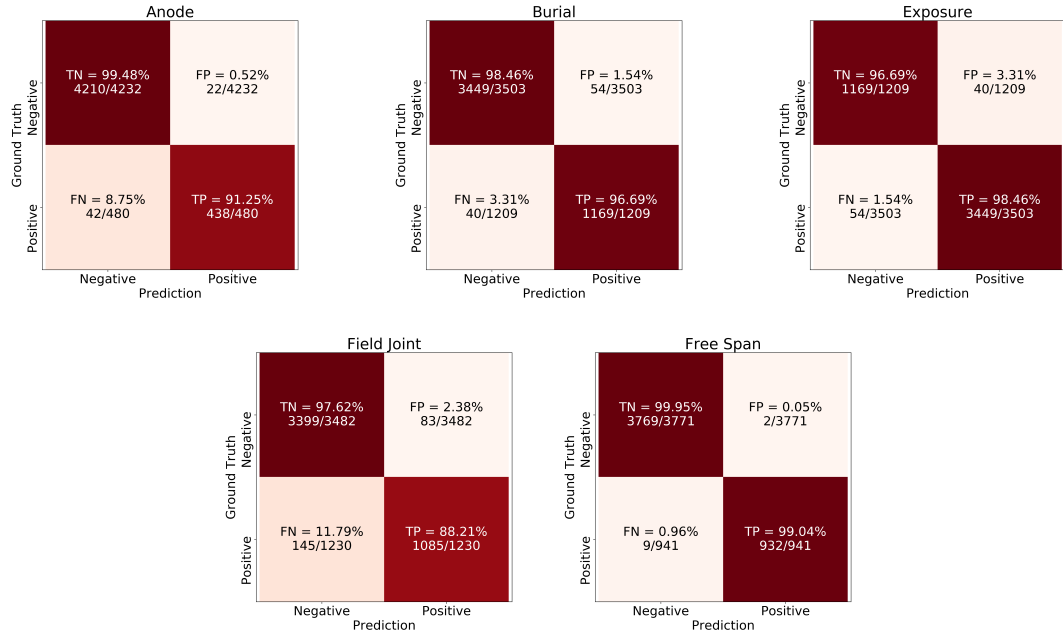 Anode
Ground Truth
Negative
Positive
TN = 99.48%
4210/4232
FP = 0.52%
22/4232
FN = 8.75%
42/480
TP = 91.25%
438/480
Negative
Positive
Prediction
Burial
Ground Truth
Negative
Positive
TN = 98.46%
3449/3503
FP = 1.54%
54/3503
FN = 3.31%
40/1209
TP = 96.69%
1169/1209
Negative
Positive
Prediction
Exposure
Ground Truth
Negative
Positive
TN = 96.69%
1169/1209
FP = 3.31%
40/1209
FN = 1.54%
54/3503
TP = 98.46%
3449/3503
Negative
Positive
Prediction
Field Joint
Ground Truth
Negative
Positive
TN = 97.62%
3399/3482
FP = 2.38%
83/3482
FN = 11.79%
145/1230
TP = 88.21%
1085/1230
Negative
Positive
Prediction
Free Span
Ground Truth
Negative
Positive
TN = 99.95%
3769/3771
FP = 0.05%
2/3771
FN = 0.96%
9/941
TP = 99.04%
932/941
Negative
Positive
Prediction